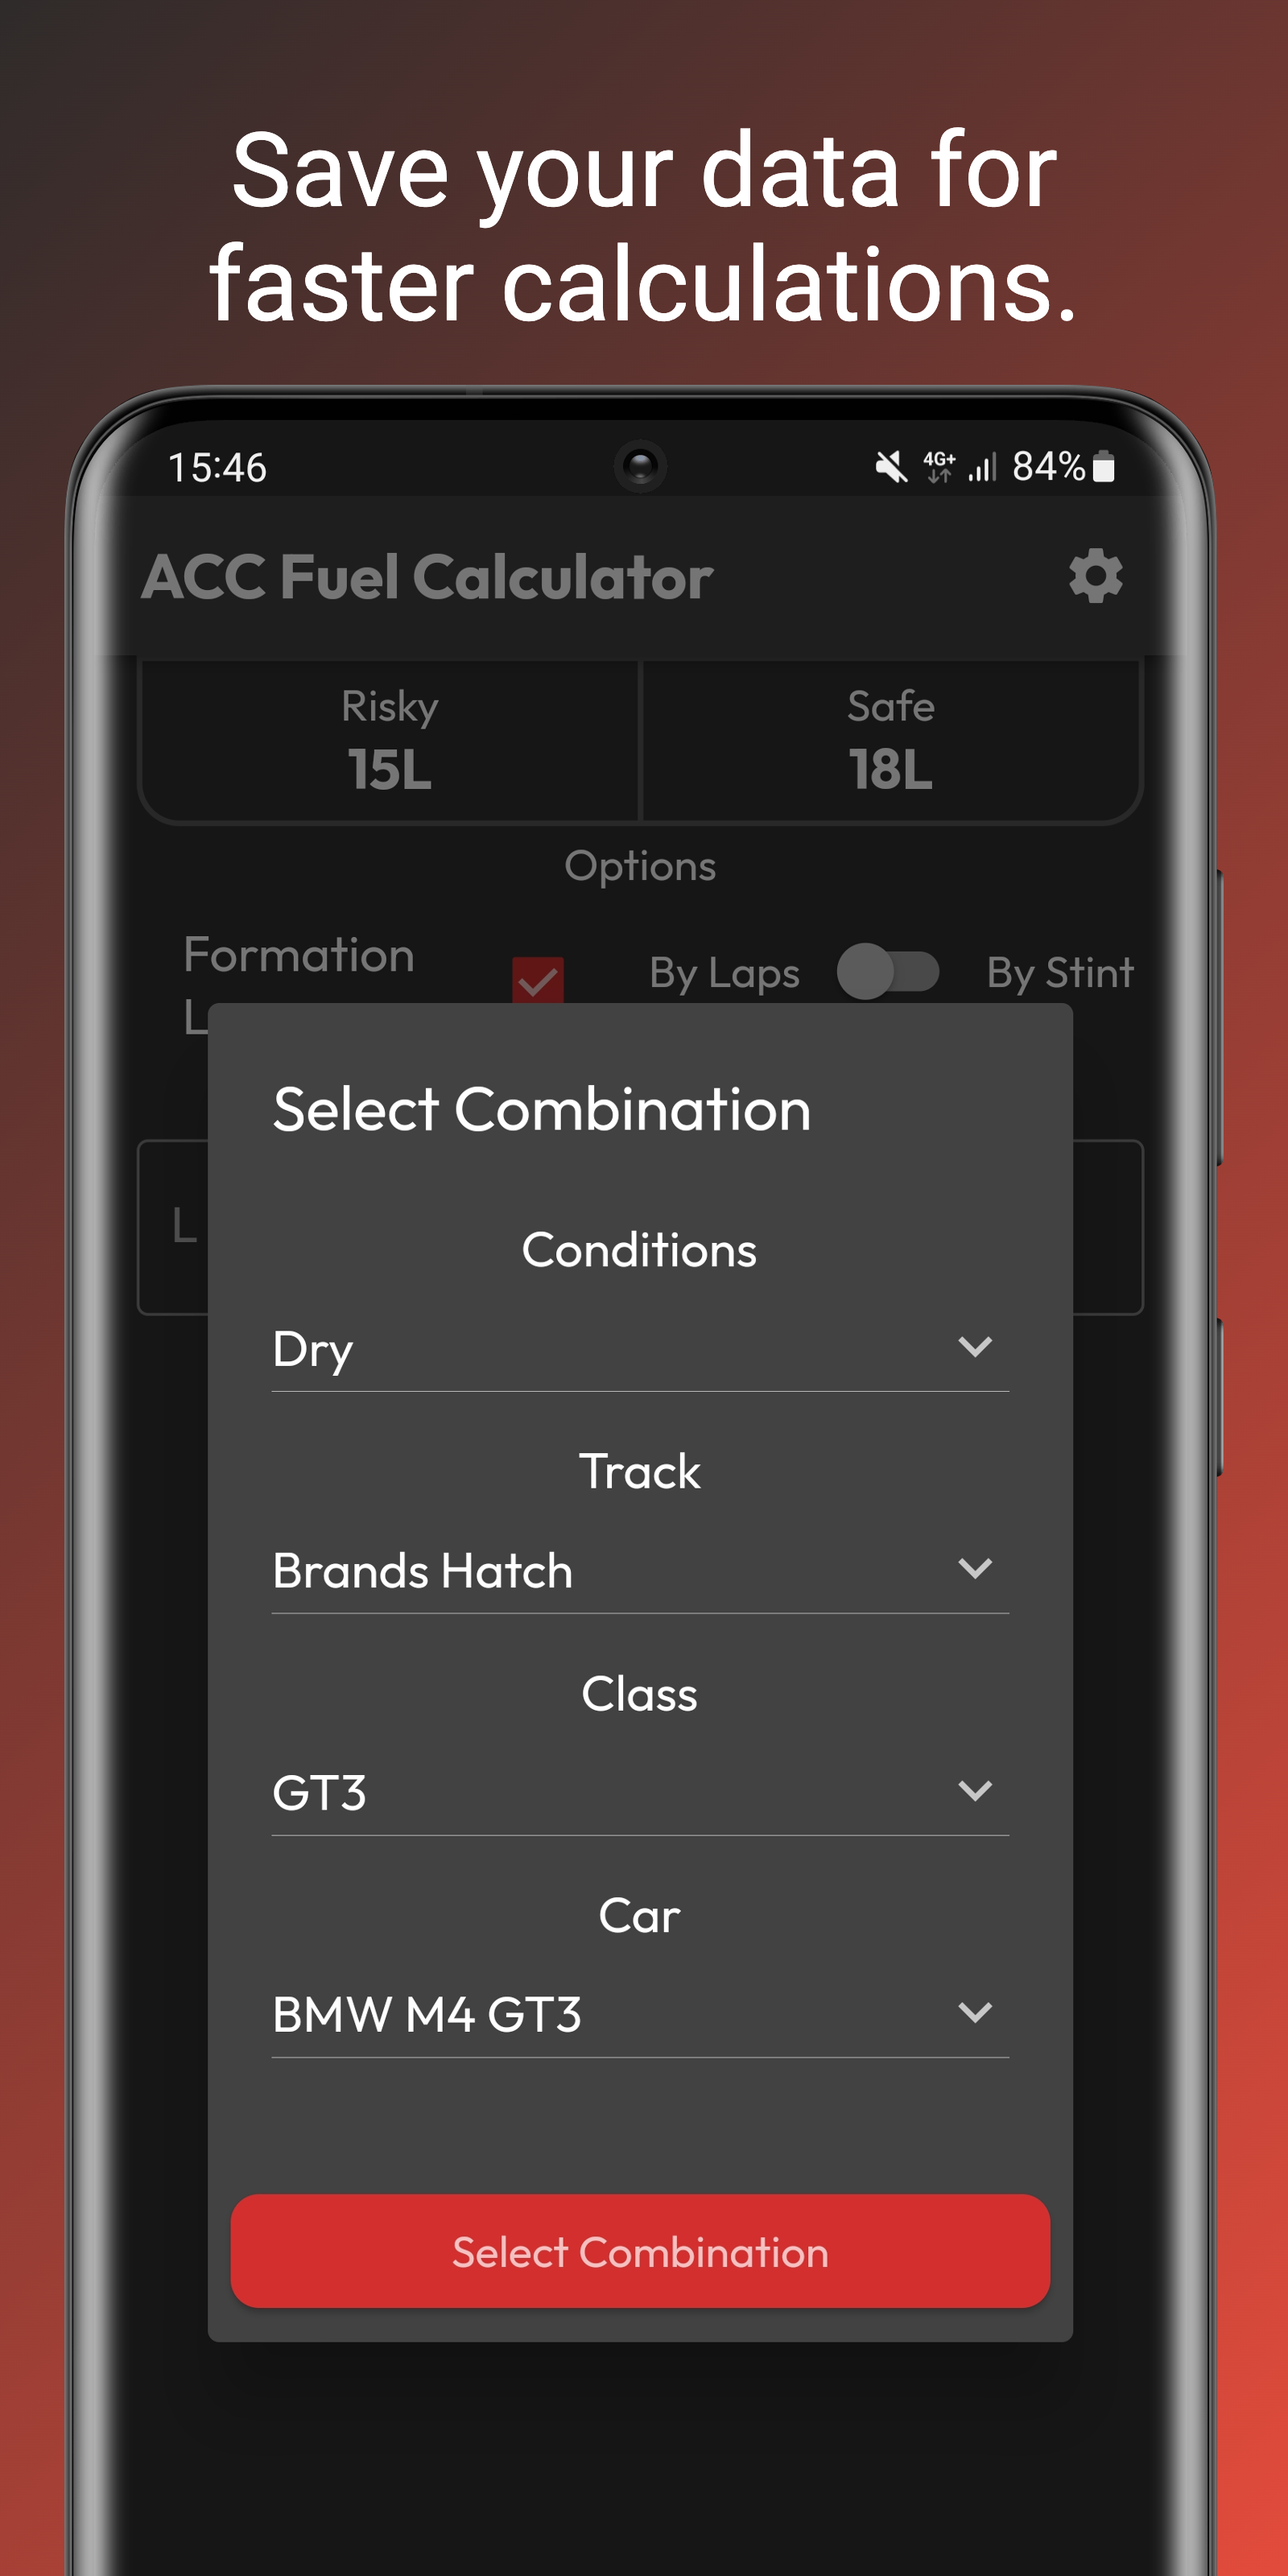 Save your data for
faster calculations.
15:46
4G+ 84%
ACC Fuel Calculator
Risky Safe
15L 18L
Options
Formation
L
By Laps By Stint
Select Combination
L
Conditions
Dry
Track
Brands Hatch
Class
GT3
Car
BMW M4 GT3
Select Combination